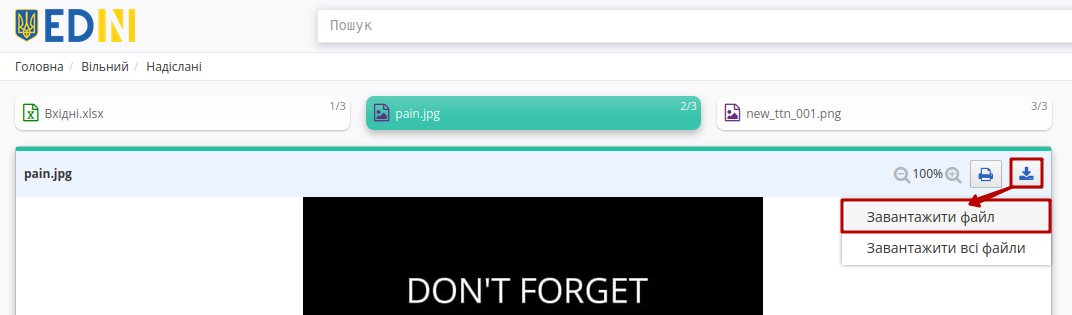 EDIN
Пошук
Головна / Вільний / Надіслані
Вхідні.xlsx 1/3
pain.jpg 2/3
new_ttn_001.png 3/3
pain.jpg 100%
Завантажити файл
Завантажити всі файли
DON'T FORGET